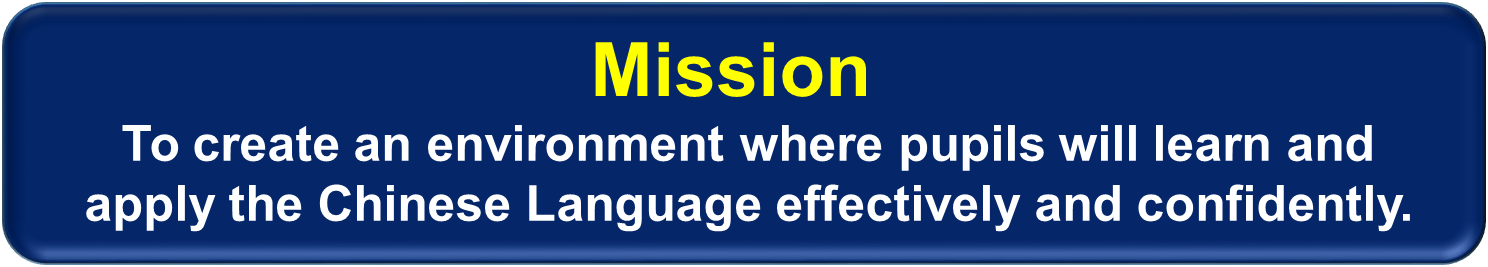 Mission
To create an environment where pupils will learn and
apply the Chinese Language effectively and confidently.